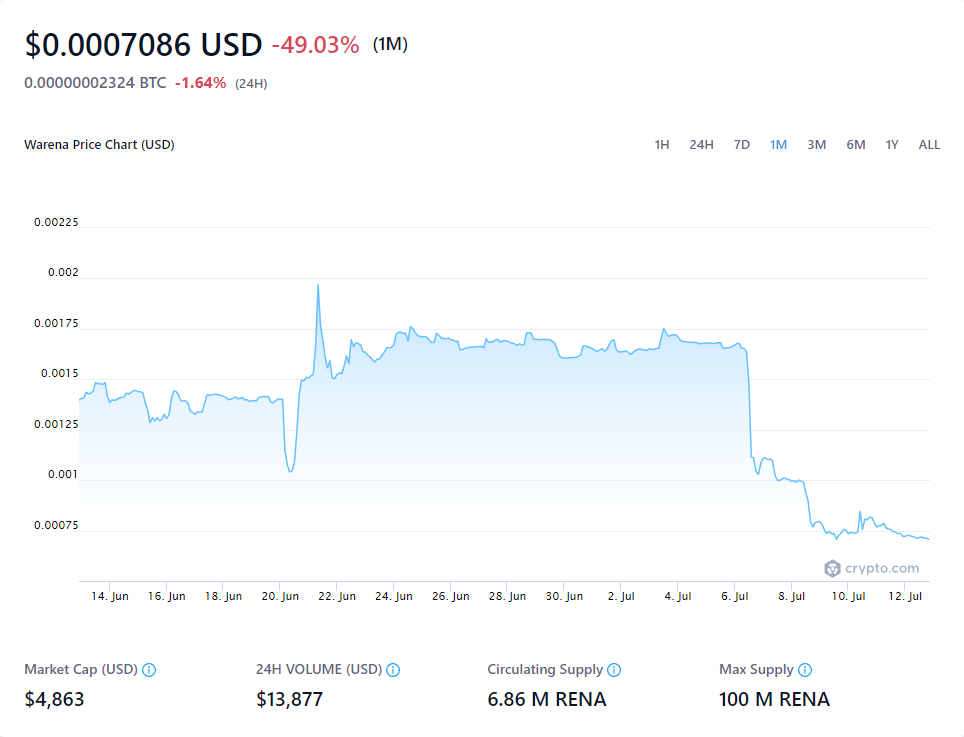 $0.0007086 USD -49.03% (1M)
0.00000002324 BTC -1.64% (24H)
Warena Price Chart (USD) 1H 24H 7D 1M 3M 6M 1Y ALL
0.00225
0.002
0.00175
0.0015
0.00125
0.001
0.00075
crypto.com
14. Jun 16. Jun 18. Jun 20. Jun 22. Jun 24. Jun 26. Jun 28. Jun 30. Jun 2. Jul 4. Jul 6. Jul 8. Jul 10. Jul 12. Jul
Market Cap (USD) 24H VOLUME (USD) Circulating Supply Max Supply
$4,863 $13,877 6.86 M RENA 100 M RENA